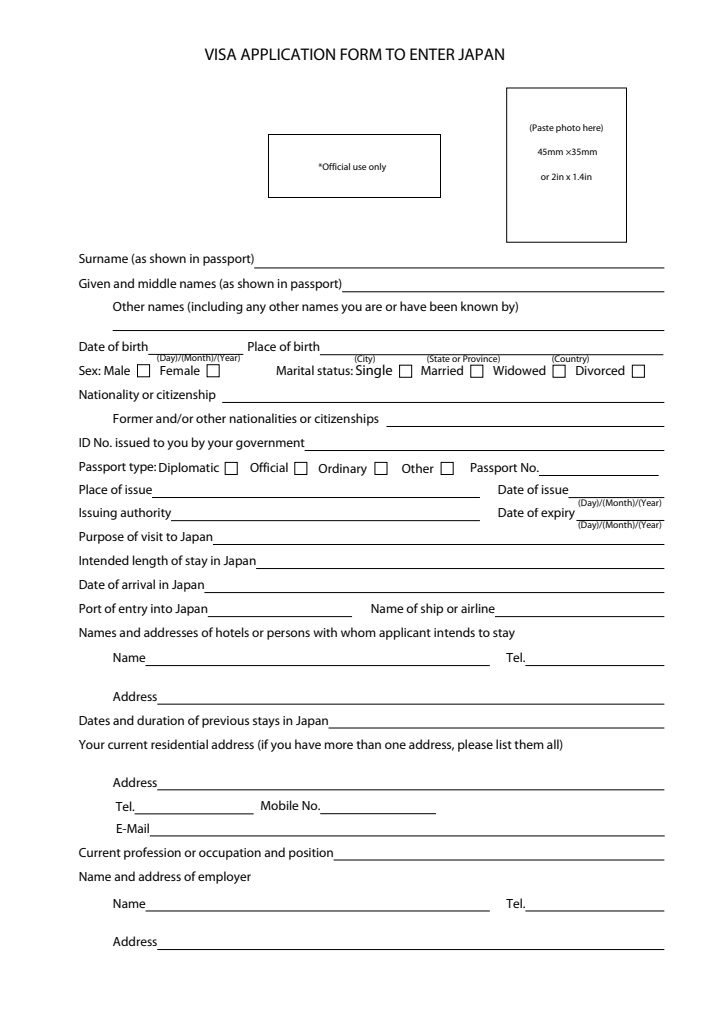 VISA APPLICATION FORM TO ENTER JAPAN
(Paste photo here)
45mm ×35mm
or 2in x 1.4in
*Official use only
Surname (as shown in passport)
Given and middle names (as shown in passport)
Other names (including any other names you are or have been known by)
Date of birth Place of birth
(Day)/(Month)/(Year) (City) (State or Province) (Country)
Sex: Male Female Marital status: Single Married Widowed Divorced
Nationality or citizenship
Former and/or other nationalities or citizenships
ID No. issued to you by your government
Passport type: Diplomatic Official Ordinary Other Passport No.
Place of issue Date of issue
(Day)/(Month)/(Year)
Issuing authority Date of expiry
(Day)/(Month)/(Year)
Purpose of visit to Japan
Intended length of stay in Japan
Date of arrival in Japan
Port of entry into Japan Name of ship or airline
Names and addresses of hotels or persons with whom applicant intends to stay
Name Tel.
Address
Dates and duration of previous stays in Japan
Your current residential address (if you have more than one address, please list them all)
Address
Tel. Mobile No.
E-Mail
Current profession or occupation and position
Name and address of employer
Name Tel.
Address